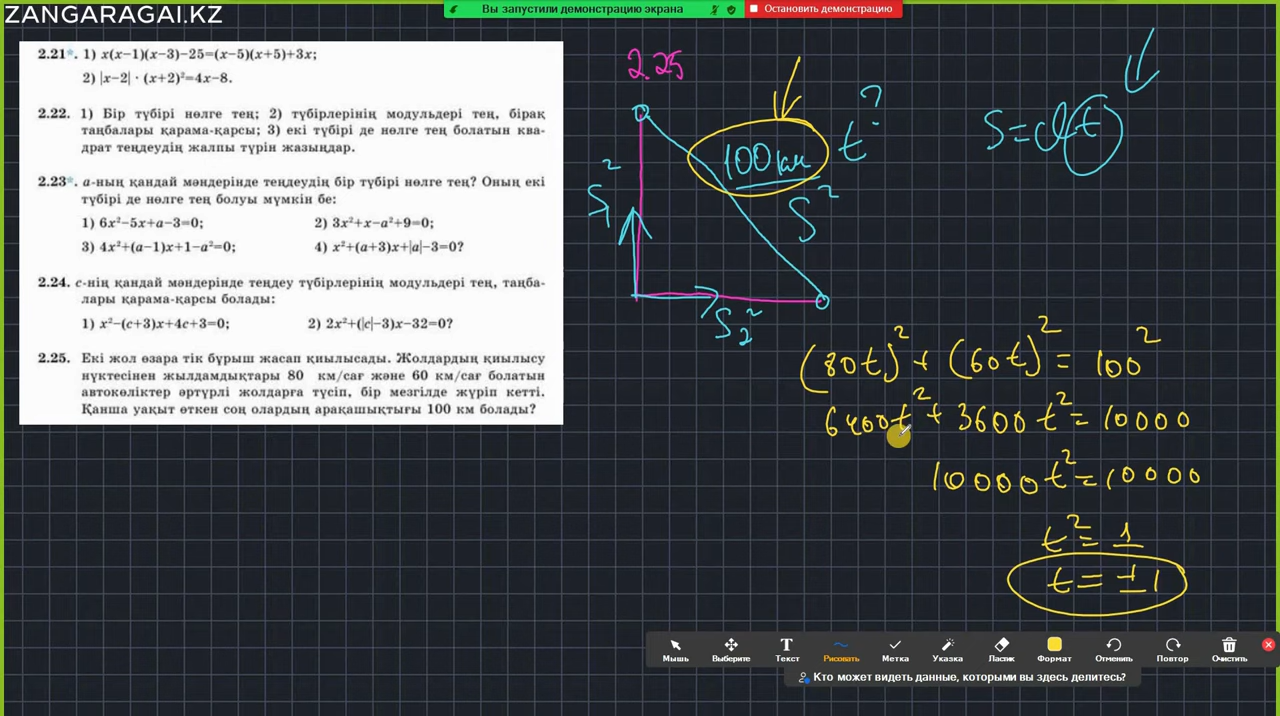 ZANGARAGAI.KZ
Вы запустили демонстрацию экрана
Остановить демонстрацию
2.21*. 1) x(x−1)(x−3)−25=(x−5)(x+5)+3x;
2) |x−2| · (x+2)²=4x−8.
2.22. 1) Бір түбірі нөлге тең; 2) түбірлерінің модульдері тең, бірақ
таңбалары қарама-қарсы; 3) екі түбірі де нөлге тең болатын ква-
драт теңдеудің жалпы түрін жазыңдар.
2.23*. a-ның қандай мәндерінде теңдеудің бір түбірі нөлге тең? Оның екі
түбірі де нөлге тең болуы мүмкін бе:
1) 6x²−5x+a−3=0; 2) 3x²+x−a²+9=0;
3) 4x²+(a−1)x+1−a²=0; 4) x²+(a+3)x+|a|−3=0?
2.24. c-нің қандай мәндерінде теңдеу түбірлерінің модульдері тең, таңба-
лары қарама-қарсы болады:
1) x²−(c+3)x+4c+3=0; 2) 2x²+(|c|−3)x−32=0?
2.25. Екі жол өзара тік бұрыш жасап қиылысады. Жолдардың қиылысу
нүктесінен жылдамдықтары 80 км/сағ және 60 км/сағ болатын
автокөліктер әртүрлі жолдарға түсіп, бір мезгілде жүріп кетті.
Қанша уақыт өткен соң олардың арақашықтығы 100 км болады?
2.25
100км t?
S₁²
S²
S₂²
S=𝒱t
(80t)²+(60t)²=100²
6400t²+3600t²=10000
10000t²=10000
t²=1
t=±1
Мышь Выберите Текст Рисовать Метка Указка Ластик Формат Отменить Повтор Очистить
Кто может видеть данные, которыми вы здесь делитесь?